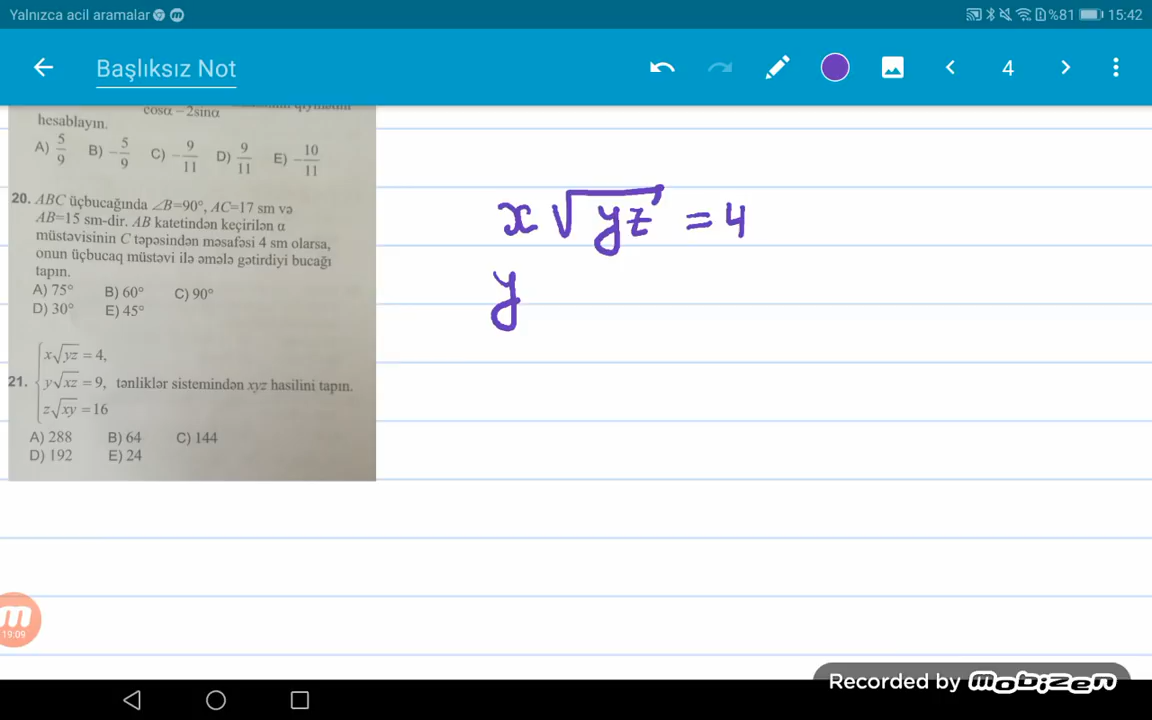 Yalnızca acil aramalar
%81 15:42
Başlıksız Not
4
cosα – 2sinα
hesablayın.
A) 5/9 B) –5/9 C) –9/11 D) 9/11 E) –10/11
20. ABC üçbucağında ∠B=90°, AC=17 sm və
AB=15 sm-dir. AB katetindən keçirilən α
müstəvisinin C təpəsindən məsafəsi 4 sm olarsa,
onun üçbucaq müstəvi ilə əmələ gətirdiyi bucağı
tapın.
A) 75° B) 60° C) 90°
D) 30° E) 45°
x√yz = 4,
21. y√xz = 9, tənliklər sistemindən xyz hasilini tapın.
z√xy = 16
A) 288 B) 64 C) 144
D) 192 E) 24
x √yz = 4
y
19:09
Recorded by mobizen